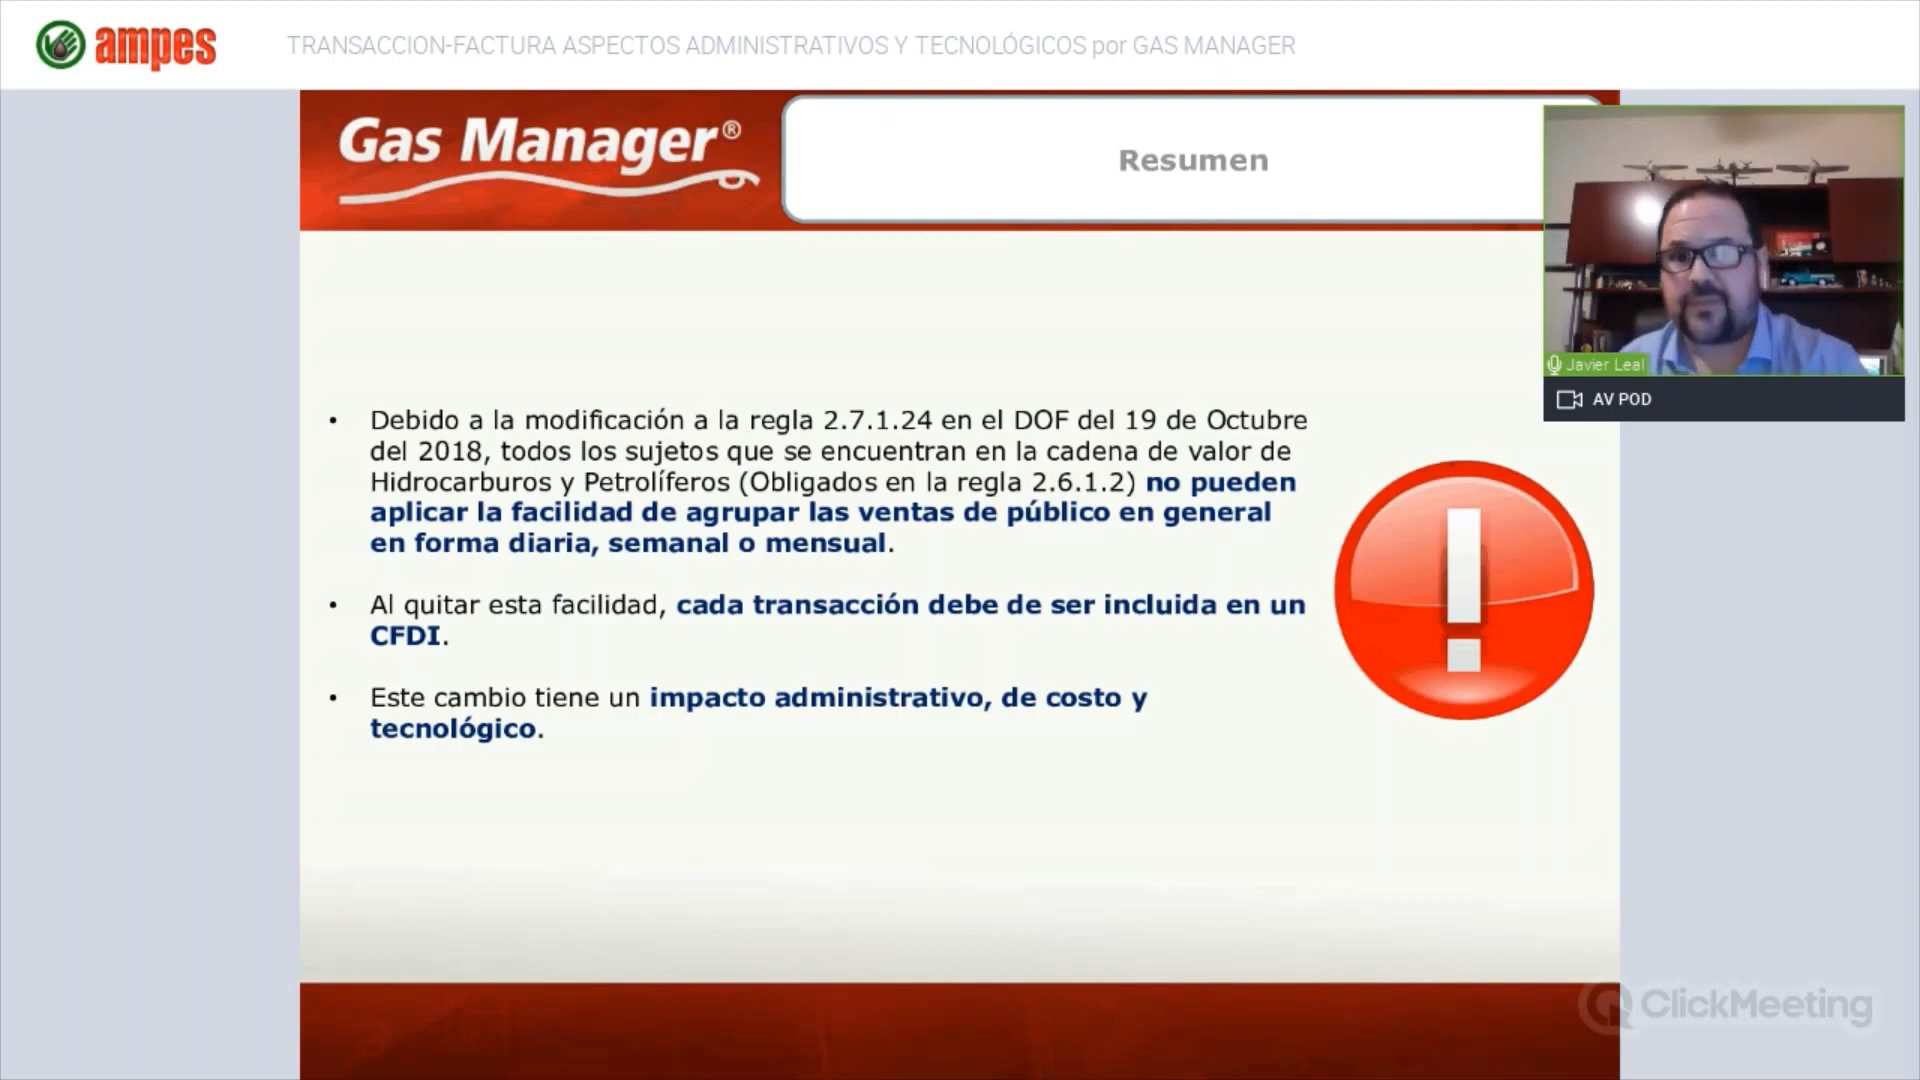 ampes
TRANSACCION-FACTURA ASPECTOS ADMINISTRATIVOS Y TECNOLÓGICOS por GAS MANAGER
Gas Manager®
Resumen
Javier Leal
AV POD
• Debido a la modificación a la regla 2.7.1.24 en el DOF del 19 de Octubre
del 2018, todos los sujetos que se encuentran en la cadena de valor de
Hidrocarburos y Petrolíferos (Obligados en la regla 2.6.1.2) no pueden
aplicar la facilidad de agrupar las ventas de público en general
en forma diaria, semanal o mensual.
• Al quitar esta facilidad, cada transacción debe de ser incluida en un
CFDI.
• Este cambio tiene un impacto administrativo, de costo y
tecnológico.
!
ClickMeeting